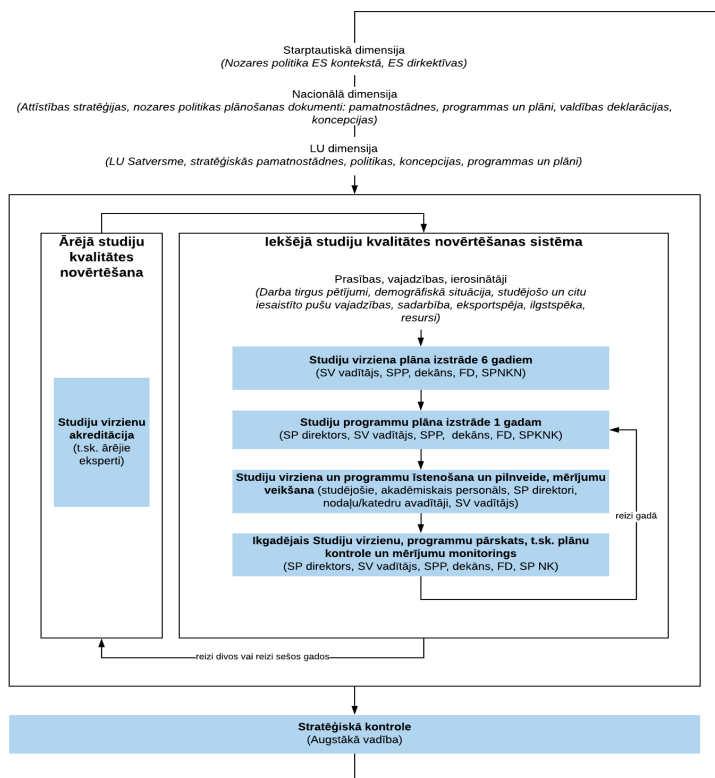 Starptautiskā dimensija
(Nozares politika ES kontekstā, ES dirkektīvas)
Nacionālā dimensija
(Attīstības stratēģijas, nozares politikas plānošanas dokumenti: pamatnostādnes, programmas un plāni, valdības deklarācijas,
koncepcijas)
LU dimensija
(LU Satversme, stratēģiskās pamatnostādnes, politikas, koncepcijas, programmas un plāni)
Ārējā studiju
kvalitātes
novērtēšana
Studiju virzienu
akreditācija
(t.sk. ārējie
eksperti)
Iekšējā studiju kvalitātes novērtēšanas sistēma
Prasības, vajadzības, ierosinātāji
(Darba tirgus pētījumi, demogrāfiskā situācija, studējošo un citu
iesaistīto pušu vajadzības, sadarbība, eksportspēja, ilgstspēka,
resursi)
Studiju virziena plāna izstrāde 6 gadiem
(SV vadītājs, SPP, dekāns, FD, SPNKN)
Studiju programmu plāna izstrāde 1 gadam
(SP direktors, SV vadītājs, SPP, dekāns, FD, SPKNK)
Studiju virziena un programmu īstenošana un pilnveide, mērījumu
veikšana (studējošie, akadēmiskais personāls, SP direktori,
nodaļu/katedru avadītāji, SV vadītājs)
Ikgadējais Studiju virzienu, programmu pārskats, t.sk. plānu
kontrole un mērījumu monitorings
(SP direktors, SV vadītājs, SPP, dekāns, FD, SP NK)
reizi gadā
reizi divos vai reizi sešos gados
Stratēģiskā kontrole
(Augstākā vadība)